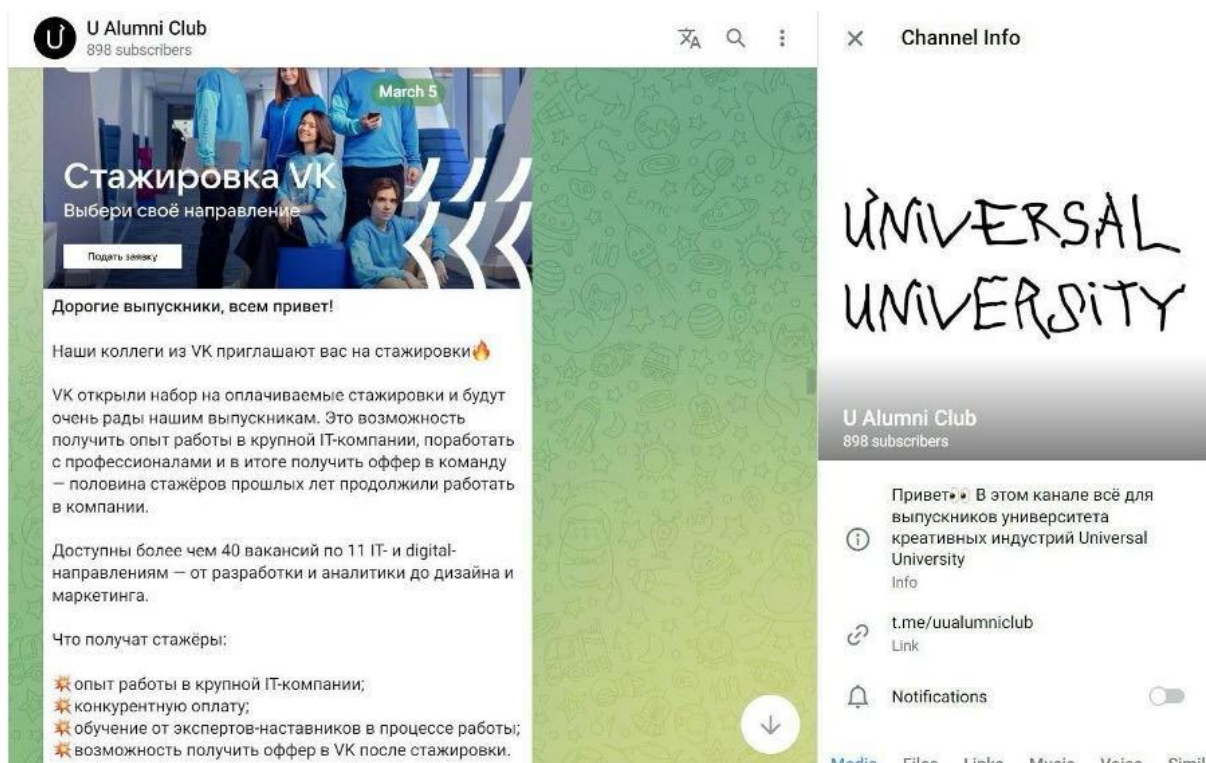 U Alumni Club
898 subscribers
March 5
Стажировка VK
Выбери своё направление
Подать заявку
Дорогие выпускники, всем привет!
Наши коллеги из VK приглашают вас на стажировки🔥
VK открыли набор на оплачиваемые стажировки и будут
очень рады нашим выпускникам. Это возможность
получить опыт работы в крупной IT-компании, поработать
с профессионалами и в итоге получить оффер в команду
— половина стажёров прошлых лет продолжили работать
в компании.
Доступны более чем 40 вакансий по 11 IT- и digital-
направлениям — от разработки и аналитики до дизайна и
маркетинга.
Что получат стажёры:
💥опыт работы в крупной IT-компании;
💥конкурентную оплату;
💥обучение от экспертов-наставников в процессе работы;
💥возможность получить оффер в VK после стажировки.
Channel Info
UNIVERSAL
UNIVERSITY
U Alumni Club
898 subscribers
Привет👀 В этом канале всё для
выпускников университета
креативных индустрий Universal
University
Info
t.me/uualumniclub
Link
Notifications
Media Files Links Music Voice Simil